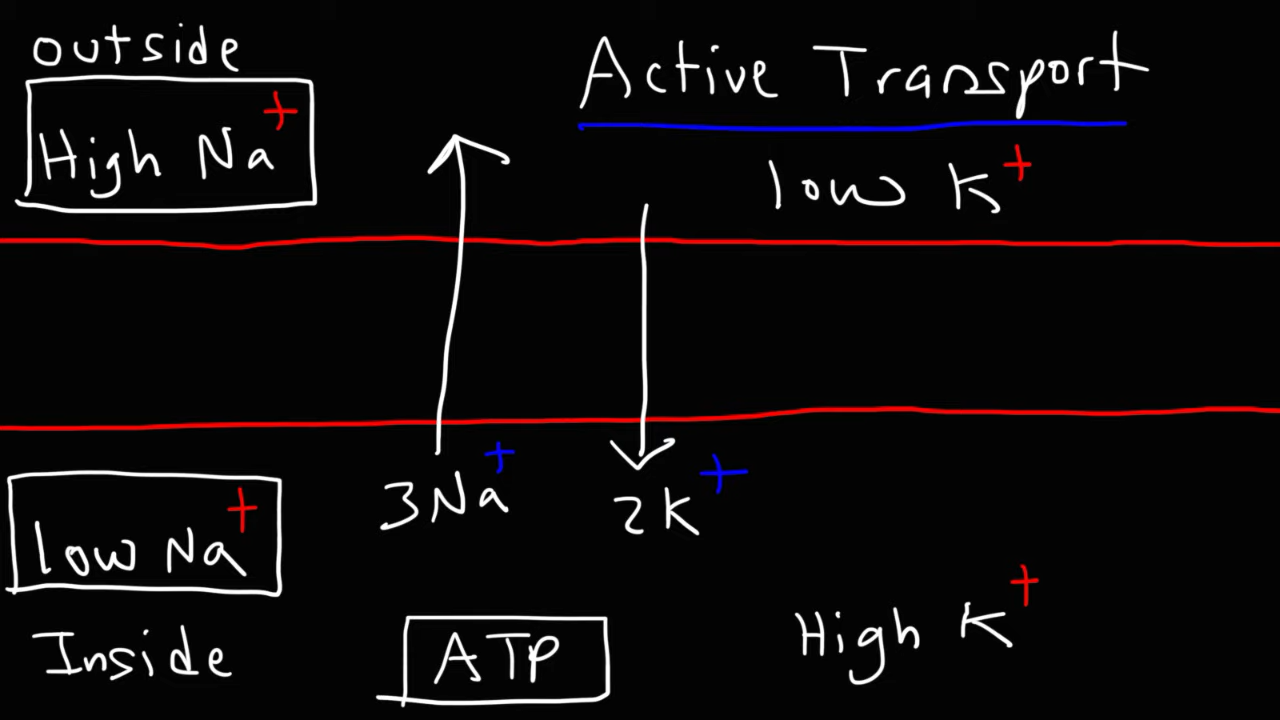 outside
Active Transport
High Na+
low K+
3Na+
2K+
low Na+
High K+
Inside
ATP